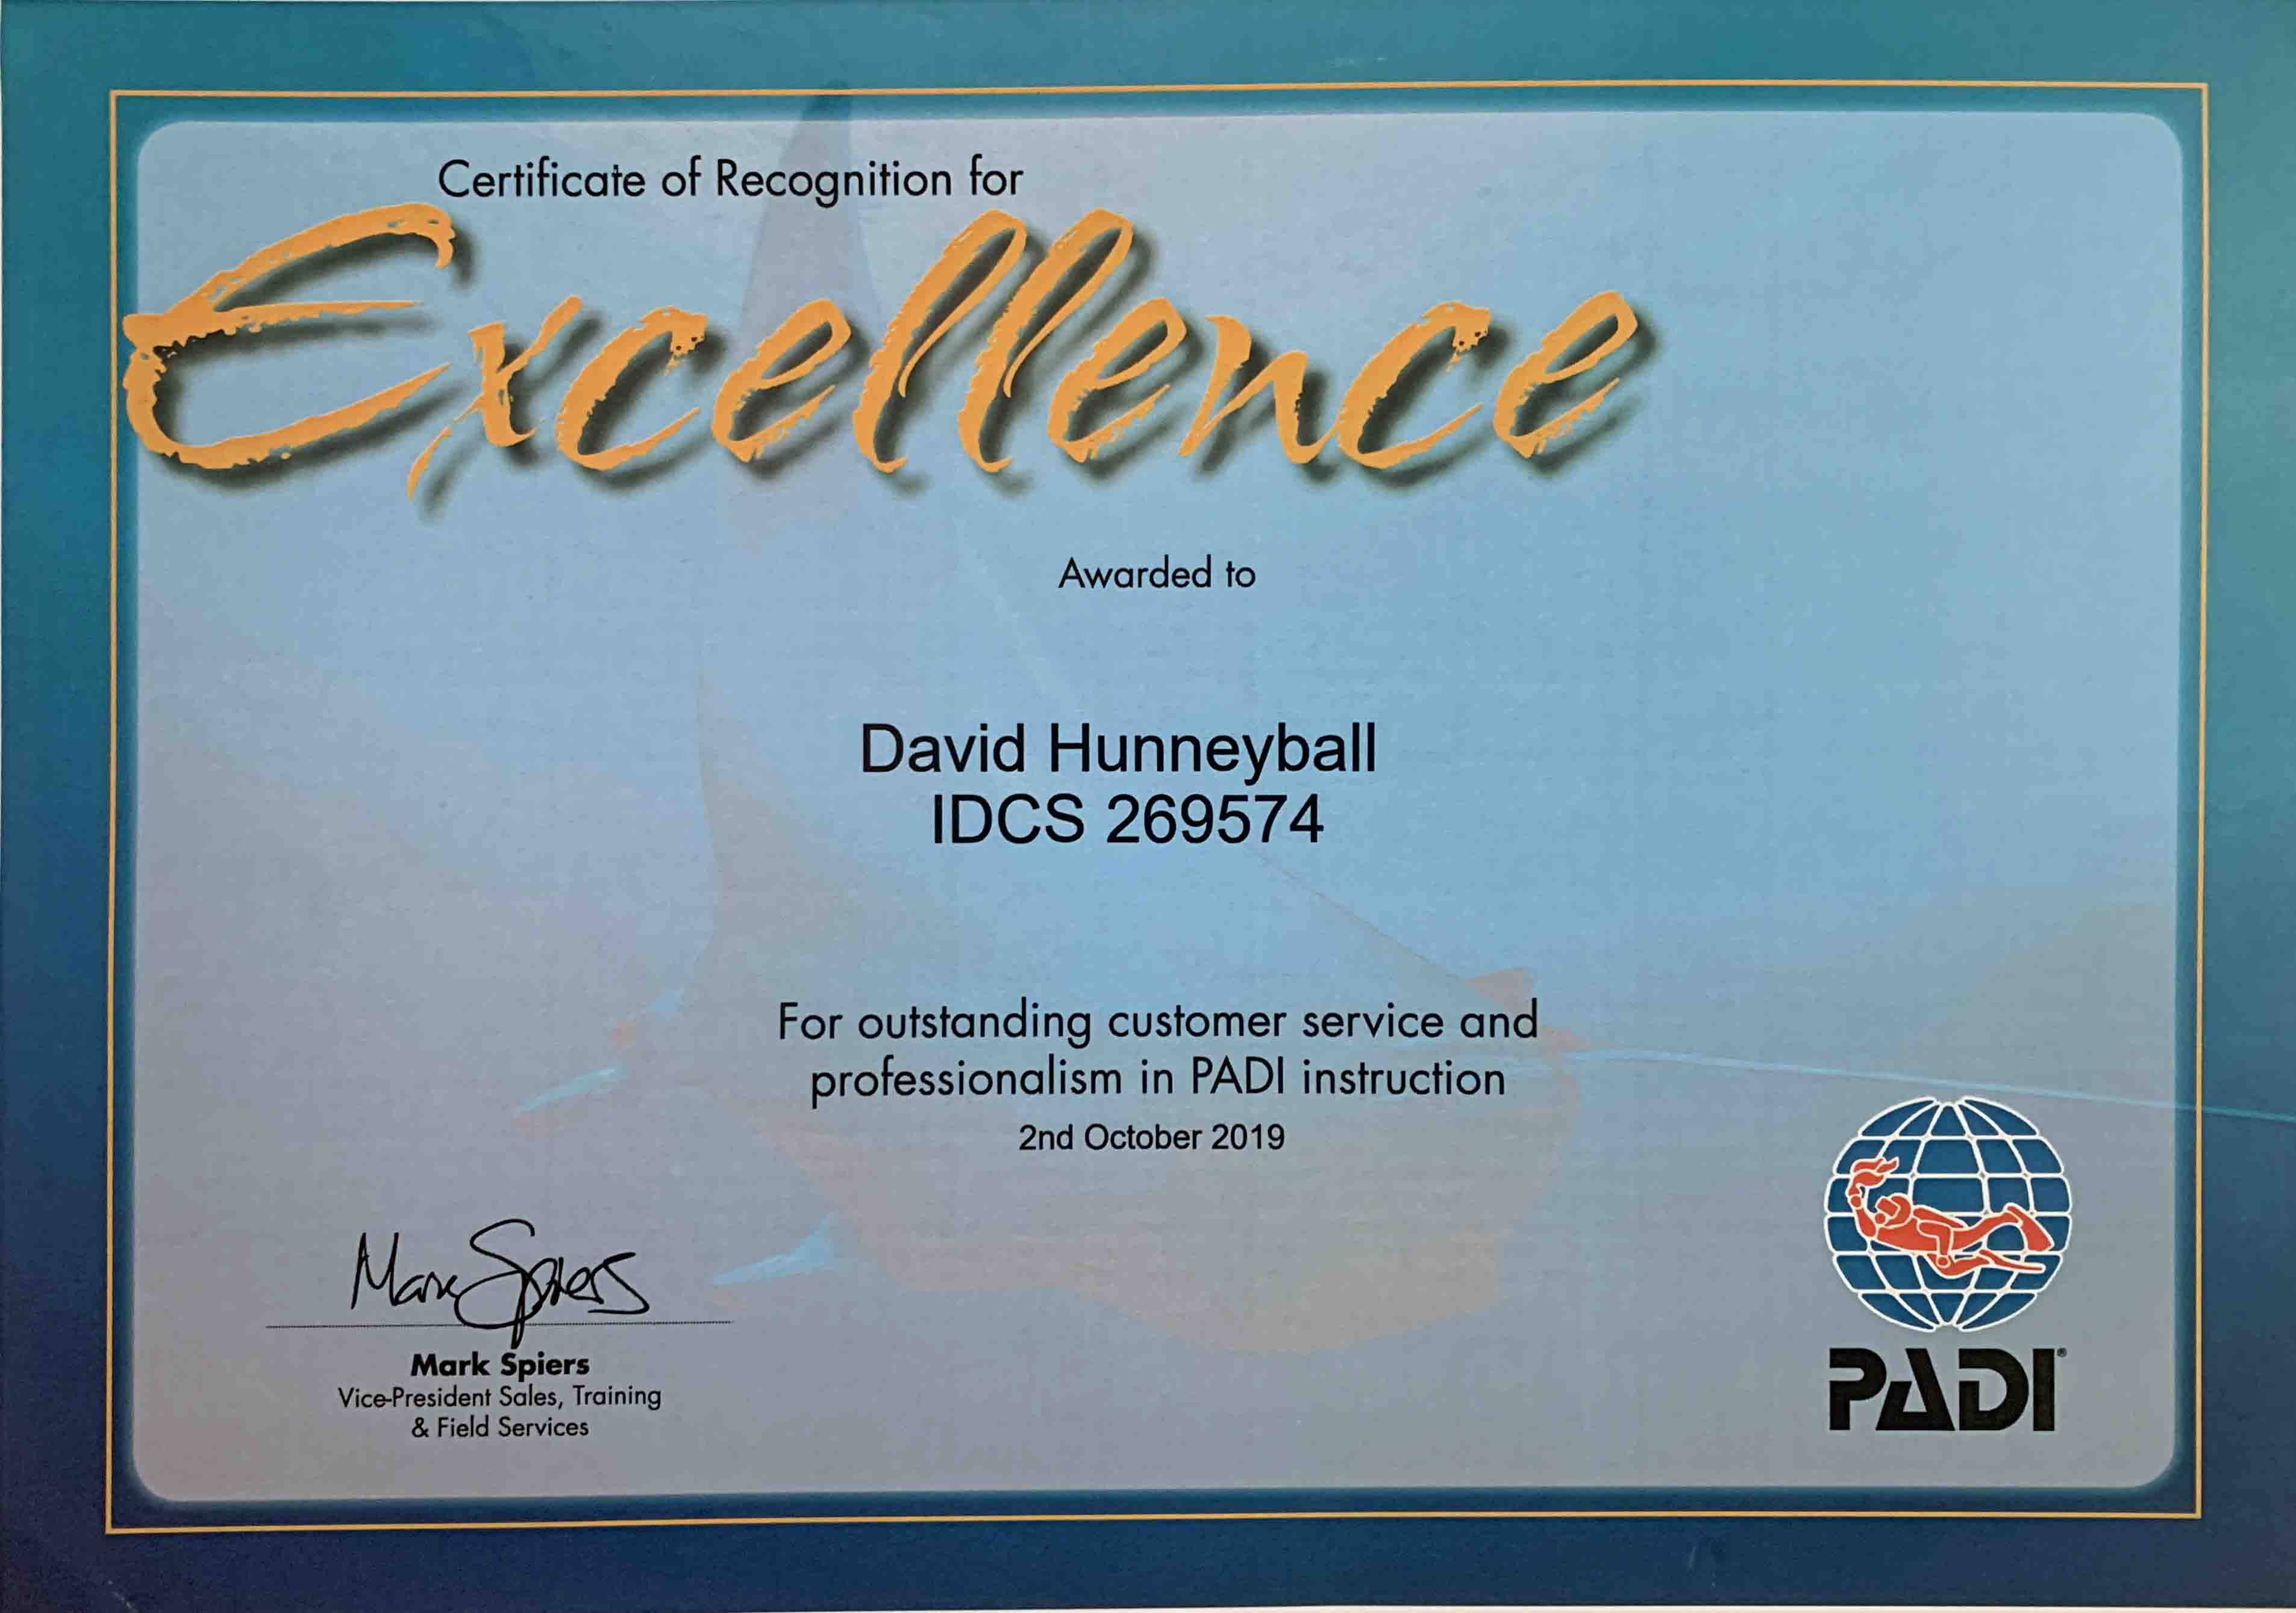 Certificate of Recognition for
Excellence
Awarded to
David Hunneyball
IDCS 269574
For outstanding customer service and
professionalism in PADI instruction
2nd October 2019
Mark Spiers
Mark Spiers
Vice-President Sales, Training
& Field Services
PADI®